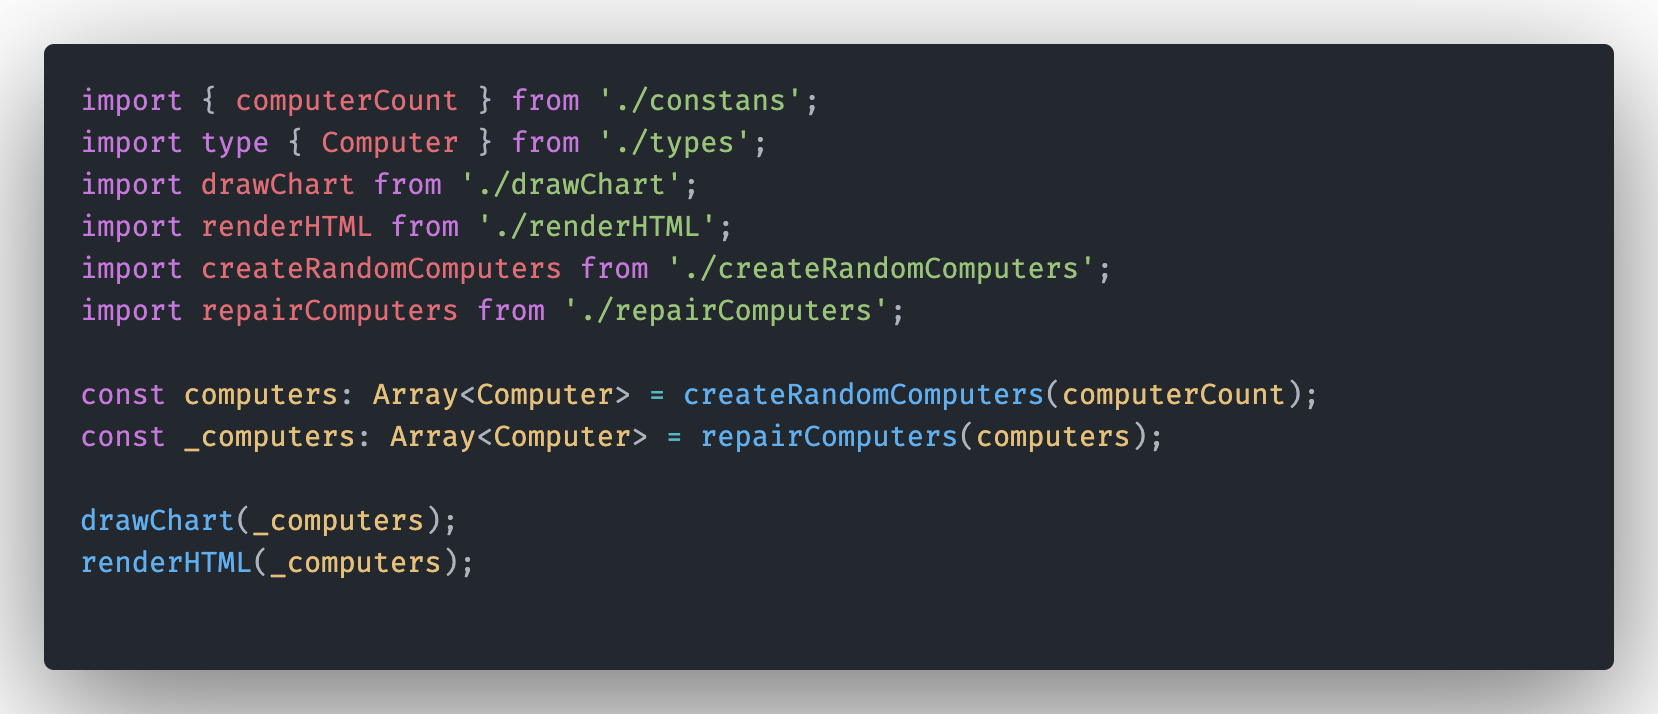 import { computerCount } from './constans';
import type { Computer } from './types';
import drawChart from './drawChart';
import renderHTML from './renderHTML';
import createRandomComputers from './createRandomComputers';
import repairComputers from './repairComputers';
const computers: Array<Computer> = createRandomComputers(computerCount);
const _computers: Array<Computer> = repairComputers(computers);
drawChart(_computers);
renderHTML(_computers);